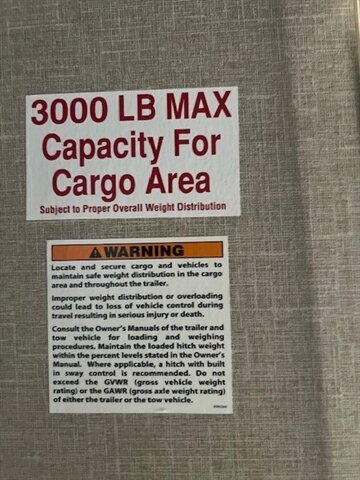 3000 LB MAX
Capacity For
Cargo Area
Subject to Proper Overall Weight Distribution
WARNING
Locate and secure cargo and vehicles to
maintain safe weight distribution in the cargo
area and throughout the trailer.
Improper weight distribution or overloading
could lead to loss of vehicle control during
travel resulting in serious injury or death.
Consult the Owner's Manuals of the trailer and
tow vehicle for loading and weighing
procedures. Maintain the loaded hitch weight
within the percent levels stated in the Owner's
Manual. Where applicable, a hitch with built
in sway control is recommended. Do not
exceed the GVWR (gross vehicle weight
rating) or the GAWR (gross axle weight rating)
of either the trailer or the tow vehicle.